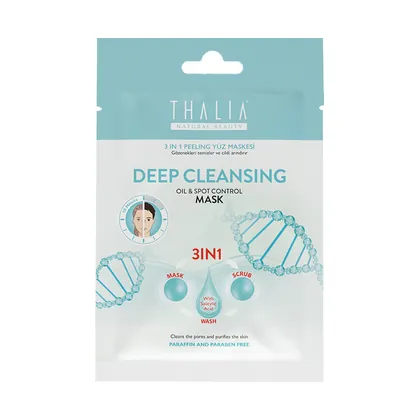 THALIA
NATURAL BEAUTY
3 IN 1 PEELING YÜZ MASKESİ
Gözenekleri temizler ve cildi arındırır
DEEP CLEANSING
OIL & SPOT CONTROL
MASK
3IN1
MASK
SCRUB
With
Salicylic
Acid
WASH
Cleans the pores and purifies the skin
PARAFFIN AND PARABEN FREE